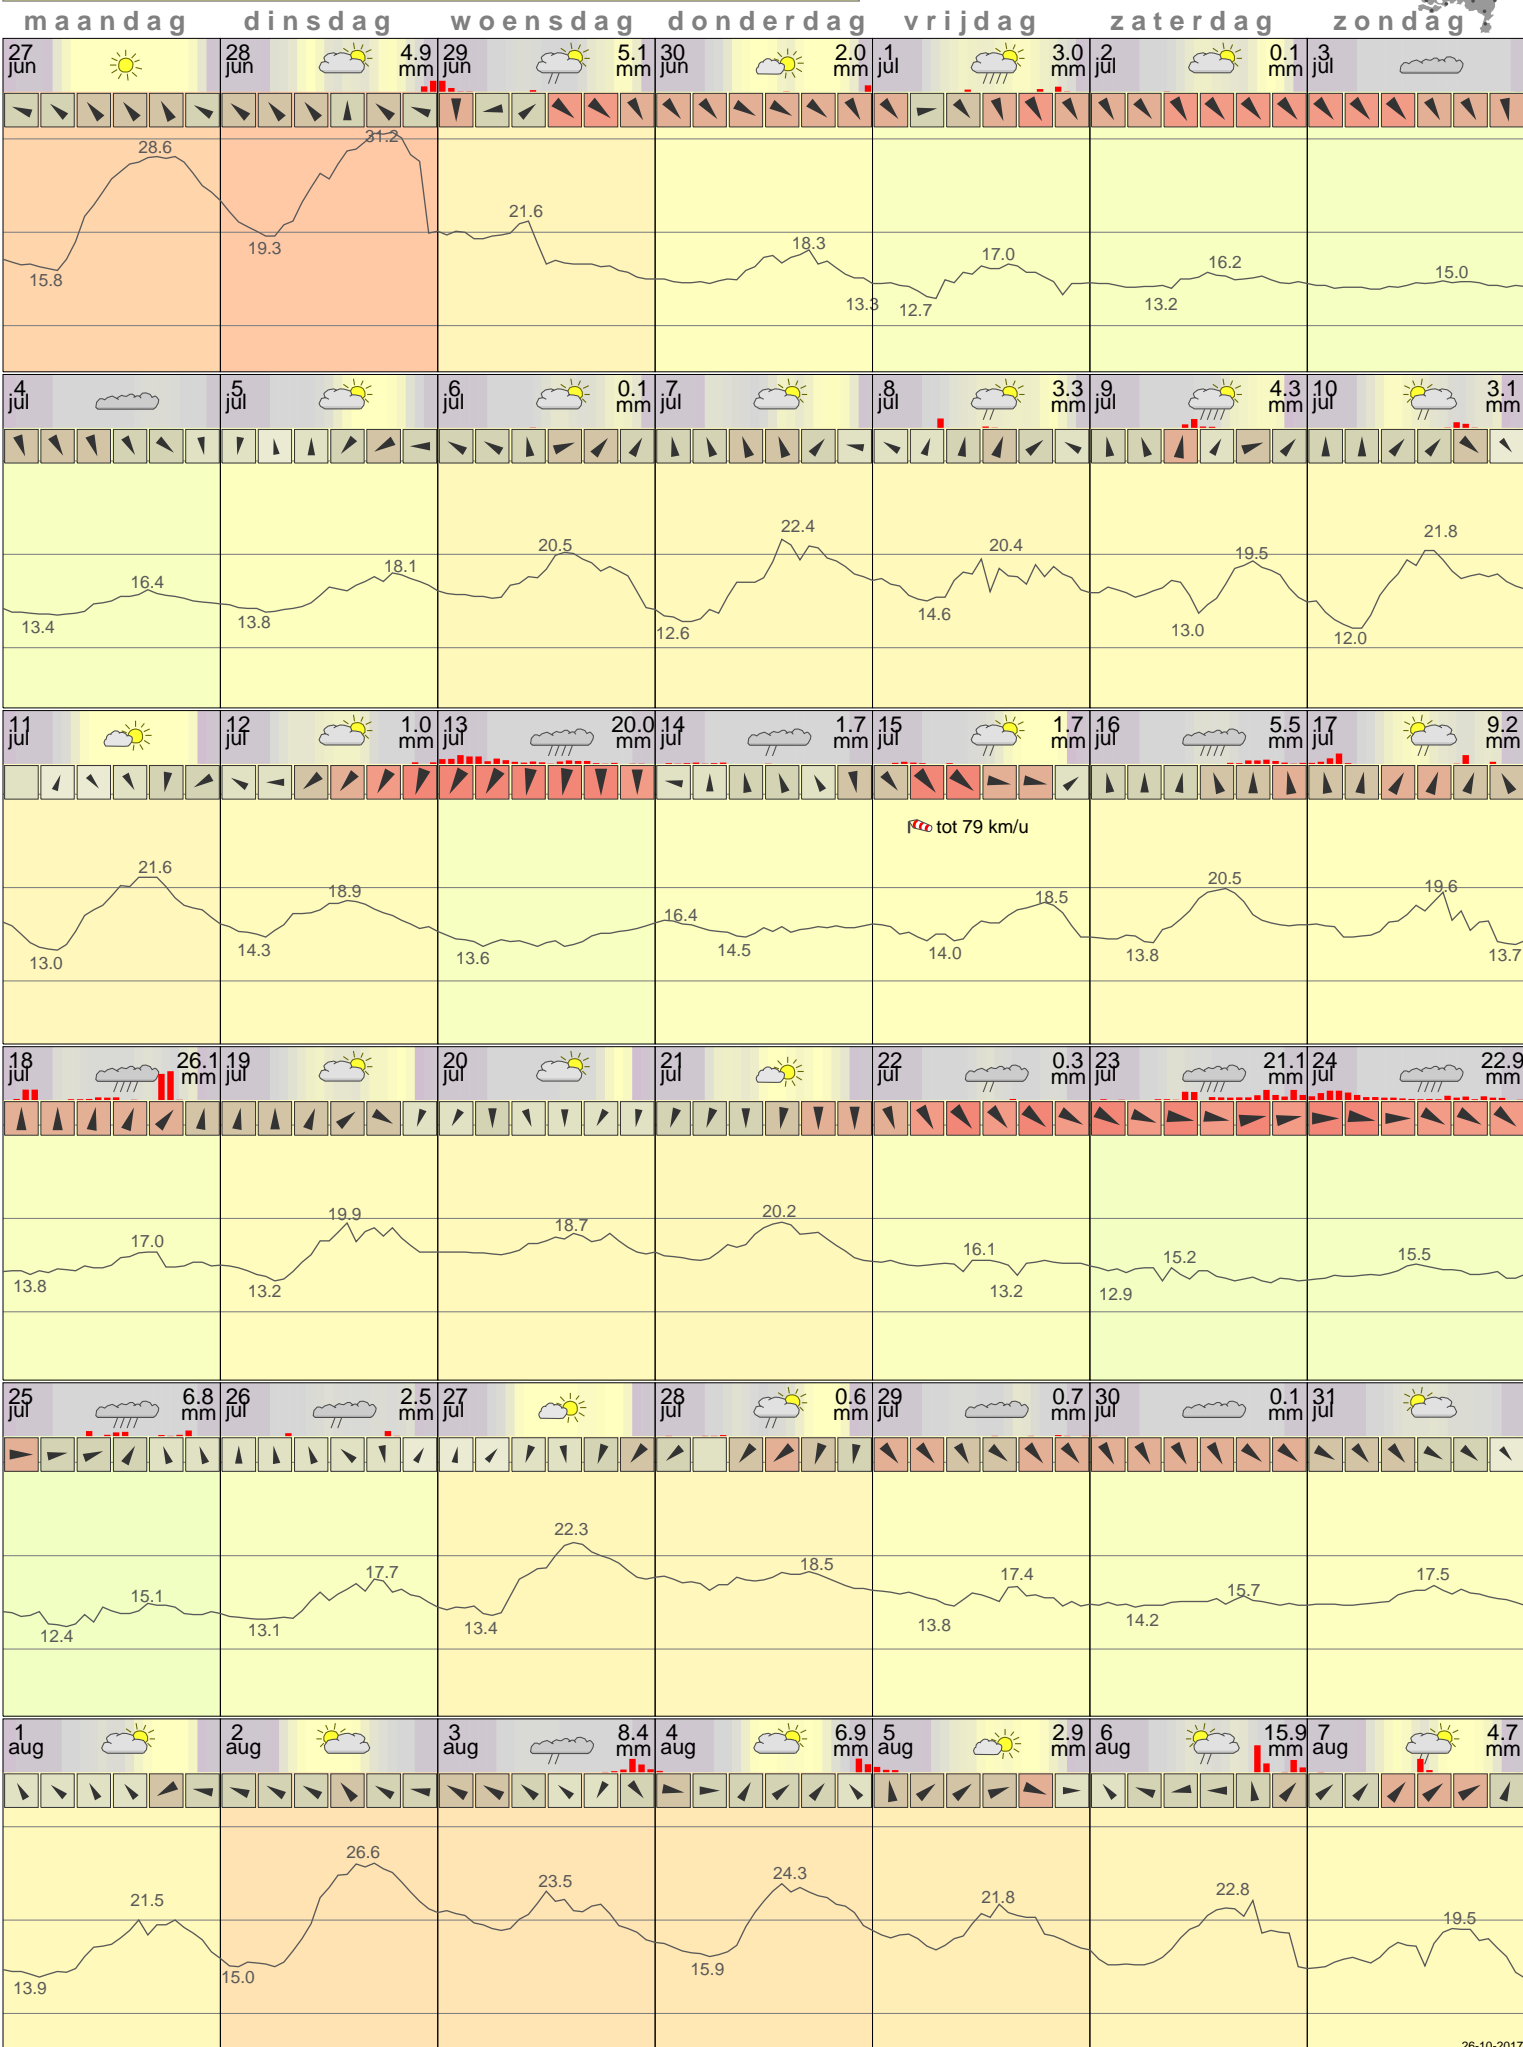 maandag dinsdag woensdag donderdag vrijdag zaterdag zondag
27 28 4.9 29 5.1 30 2.0 1 3.0 2 0.1 3
jun jun mm jun mm jun mm jul mm jul mm jul
28.6 31.2
21.6
19.3 18.3 17.0 16.2 15.0
15.8 13.3 12.7 13.2
4 5 6 0.1 7 8 3.3 9 4.3 10 3.1
jul jul jul mm jul jul mm jul mm jul mm
20.5 22.4 20.4 19.5 21.8
16.4 18.1
13.4 13.8 12.6 14.6 13.0 12.0
11 12 1.0 13 20.0 14 1.7 15 1.7 16 5.5 17 9.2
jul jul mm jul mm jul mm jul mm jul mm jul mm
tot 79 km/u
21.6 18.9 16.4 18.5 20.5 19.6
13.0 14.3 13.6 14.5 14.0 13.8 13.7
18 26.1 19 20 21 22 0.3 23 21.1 24 22.9
jul mm jul jul jul jul mm jul mm jul mm
17.0 19.9 18.7 20.2 16.1 15.2 15.5
13.8 13.2 13.2 12.9
25 6.8 26 2.5 27 28 0.6 29 0.7 30 0.1 31
jul mm jul mm jul jul mm jul mm jul mm jul
22.3
15.1 17.7 18.5 17.4 15.7 17.5
12.4 13.1 13.4 13.8 14.2
1 2 3 8.4 4 6.9 5 2.9 6 15.9 7 4.7
aug aug aug mm aug mm aug mm aug mm aug mm
21.5 26.6 23.5 24.3 21.8 22.8 19.5
13.9 15.0 15.9
26-10-2017